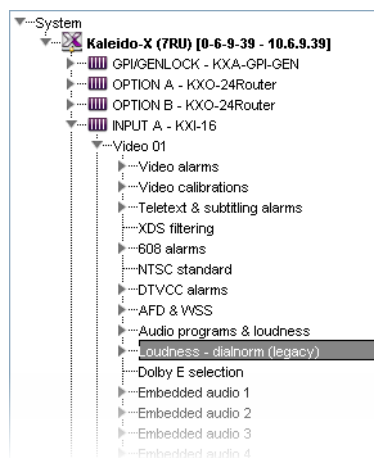 System
Kaleido-X (7RU) [0-6-9-39 - 10.6.9.39]
GPI/GENLOCK - KXA-GPI-GEN
OPTION A - KXO-24Router
OPTION B - KXO-24Router
INPUT A - KXI-16
Video 01
Video alarms
Video calibrations
Teletext & subtitling alarms
XDS filtering
608 alarms
NTSC standard
DTVCC alarms
AFD & WSS
Audio programs & loudness
Loudness - dialnorm (legacy)
Dolby E selection
Embedded audio 1
Embedded audio 2
Embedded audio 3
Embedded audio 4